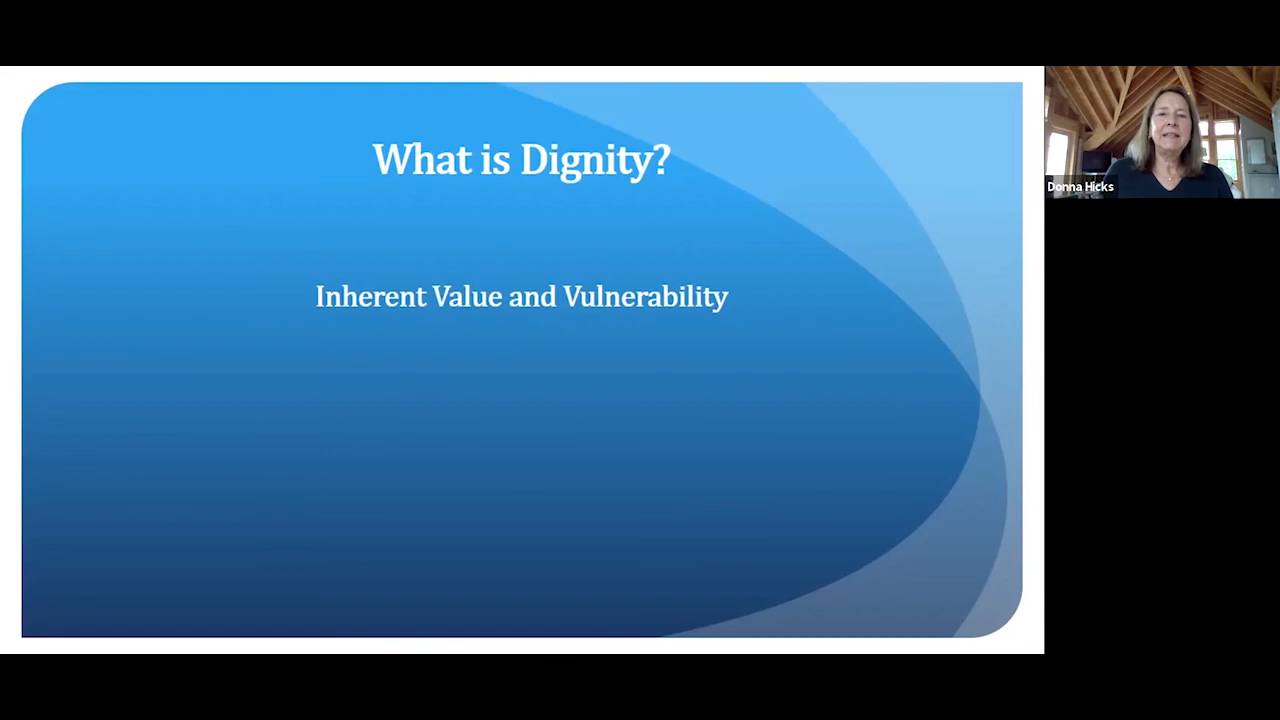 What is Dignity?
Inherent Value and Vulnerability
Donna Hicks